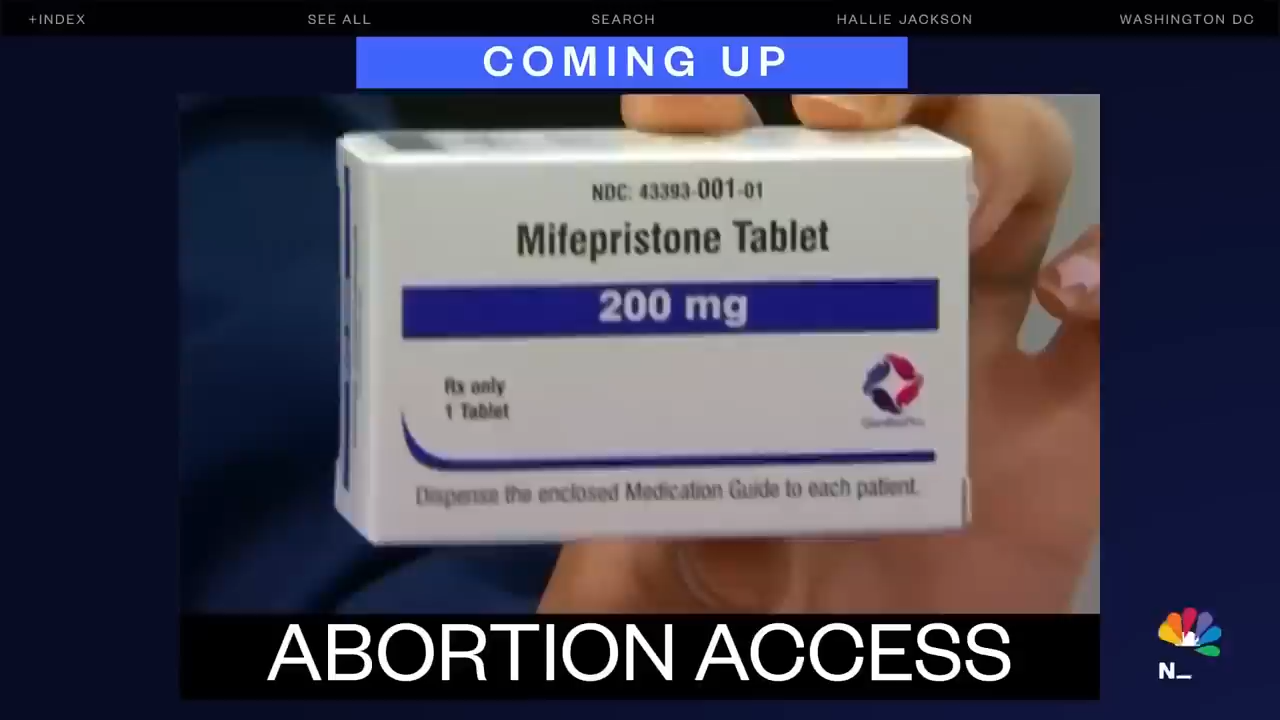 +INDEX
SEE ALL
SEARCH
HALLIE JACKSON
WASHINGTON DC
COMING UP
NDC: 43393-001-01
Mifepristone Tablet
200 mg
Rx only
1 Tablet
Dispense the enclosed Medication Guide to each patient.
ABORTION ACCESS
N_